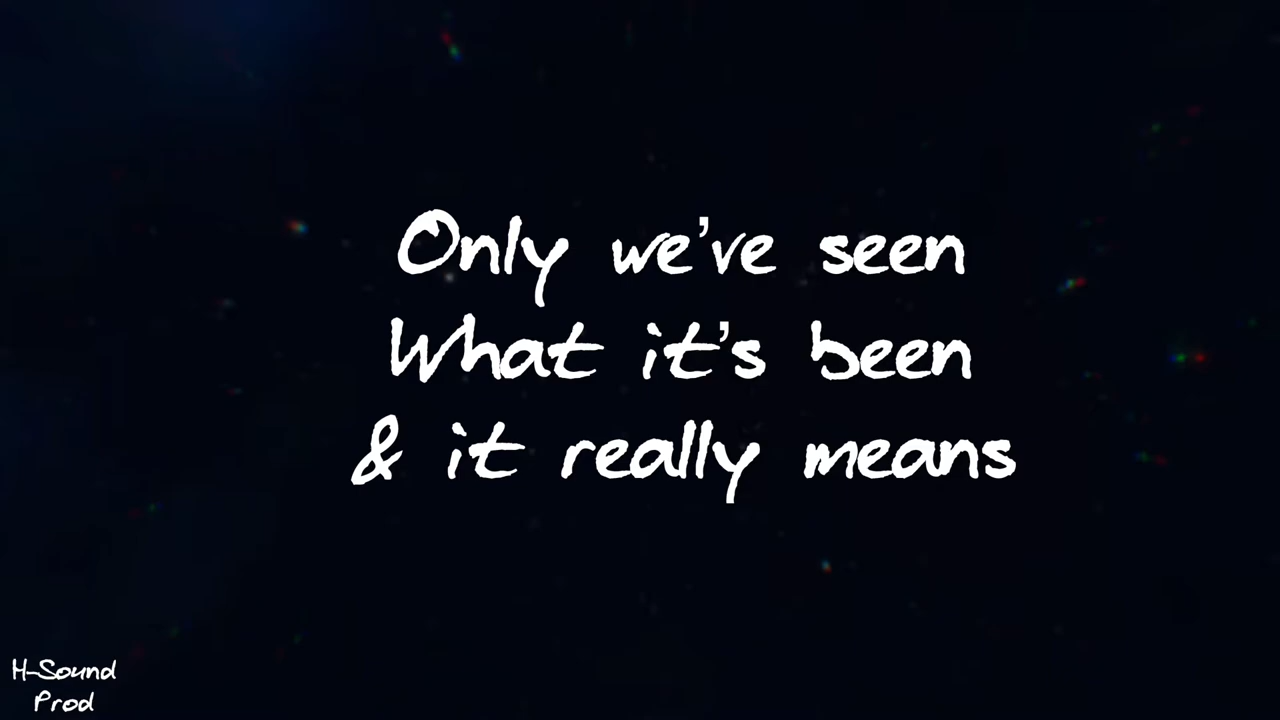 Only we've seen
What it's been
& it really means
H-Sound
Prod